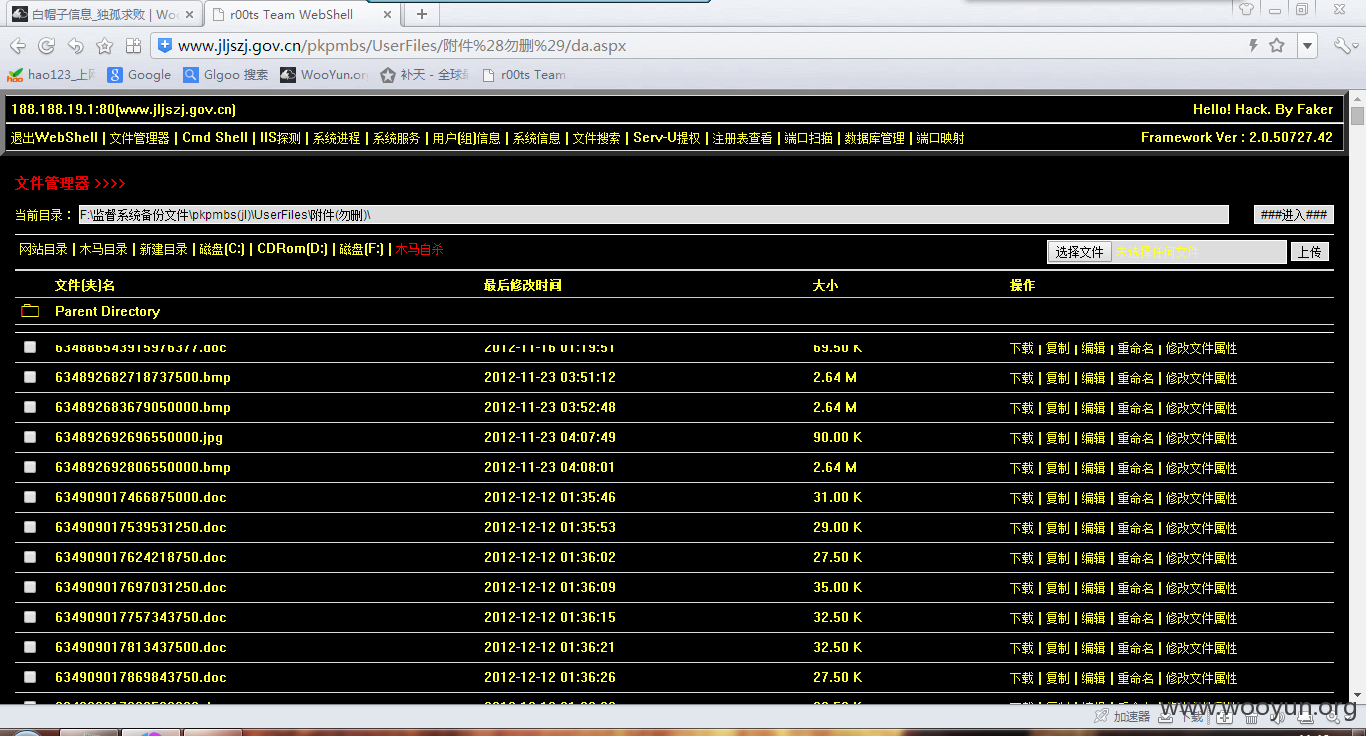 白帽子信息_独孤求败 | Wo
r00ts Team WebShell
www.jljszj.gov.cn/pkpmbs/UserFiles/附件%28勿删%29/da.aspx
hao123_上 Google Glgoo 搜索 WooYun.or 补天 - 全球 r00ts Team
188.188.19.1:80(www.jljszj.gov.cn) Hello! Hack. By Faker
退出WebShell | 文件管理器 | Cmd Shell | IIS探测 | 系统进程 | 系统服务 | 用户(组)信息 | 系统信息 | 文件搜索 | Serv-U提权 | 注册表查看 | 端口扫描 | 数据库管理 | 端口映射 Framework Ver : 2.0.50727.42
文件管理器 >>>>
当前目录： F:\监督系统备份文件\pkpmbs(jl)\UserFiles\附件(勿删)\ ###进入###
网站目录 | 木马目录 | 新建目录 | 磁盘(C:) | CDRom(D:) | 磁盘(F:) | 木马自杀 选择文件 上传
文件(夹)名 最后修改时间 大小 操作
Parent Directory
634886543915976377.doc 2012-11-16 01:19:51 69.50 K 下载 | 复制 | 编辑 | 重命名 | 修改文件属性
634892682718737500.bmp 2012-11-23 03:51:12 2.64 M 下载 | 复制 | 编辑 | 重命名 | 修改文件属性
634892683679050000.bmp 2012-11-23 03:52:48 2.64 M 下载 | 复制 | 编辑 | 重命名 | 修改文件属性
634892692696550000.jpg 2012-11-23 04:07:49 90.00 K 下载 | 复制 | 编辑 | 重命名 | 修改文件属性
634892692806550000.bmp 2012-11-23 04:08:01 2.64 M 下载 | 复制 | 编辑 | 重命名 | 修改文件属性
634909017466875000.doc 2012-12-12 01:35:46 31.00 K 下载 | 复制 | 编辑 | 重命名 | 修改文件属性
634909017539531250.doc 2012-12-12 01:35:53 29.00 K 下载 | 复制 | 编辑 | 重命名 | 修改文件属性
634909017624218750.doc 2012-12-12 01:36:02 27.50 K 下载 | 复制 | 编辑 | 重命名 | 修改文件属性
634909017697031250.doc 2012-12-12 01:36:09 35.00 K 下载 | 复制 | 编辑 | 重命名 | 修改文件属性
634909017757343750.doc 2012-12-12 01:36:15 32.50 K 下载 | 复制 | 编辑 | 重命名 | 修改文件属性
634909017813437500.doc 2012-12-12 01:36:21 32.50 K 下载 | 复制 | 编辑 | 重命名 | 修改文件属性
634909017869843750.doc 2012-12-12 01:36:26 27.50 K 下载 | 复制 | 编辑 | 重命名 | 修改文件属性
加速器 下载
www.wooyun.org